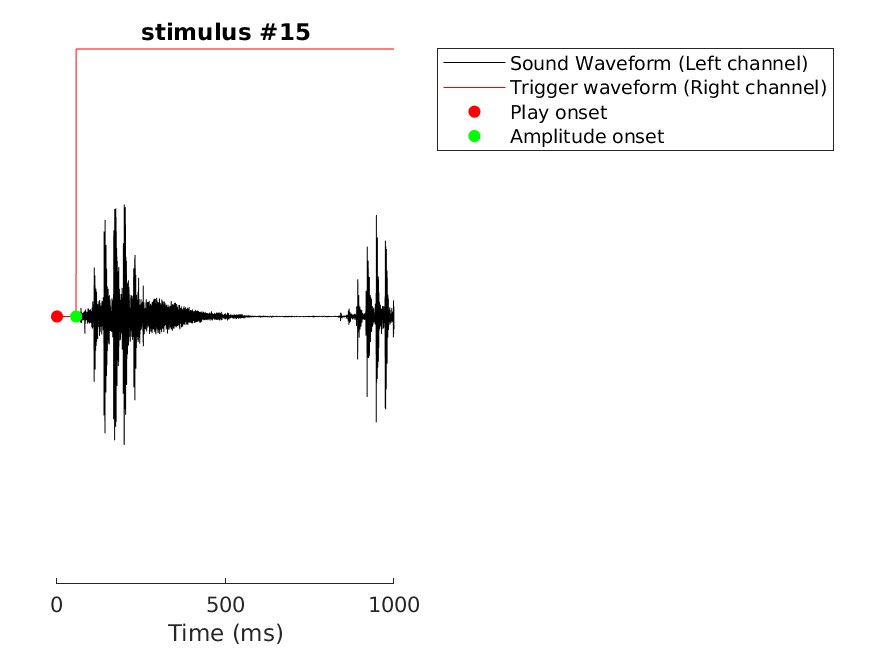 stimulus #15
Sound Waveform (Left channel)
Trigger waveform (Right channel)
Play onset
Amplitude onset
0 500 1000
Time (ms)